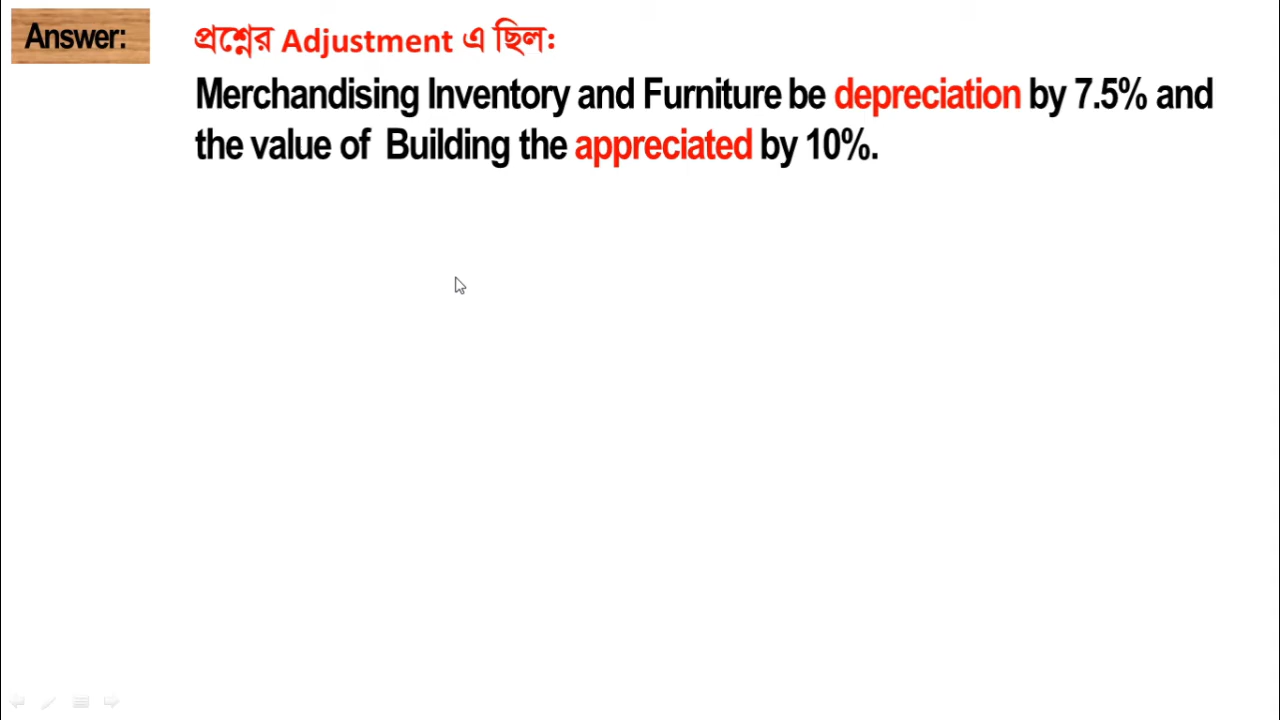 Answer:
প্রশ্নের Adjustment এ ছিল:
Merchandising Inventory and Furniture be depreciation by 7.5% and
the value of Building the appreciated by 10%.